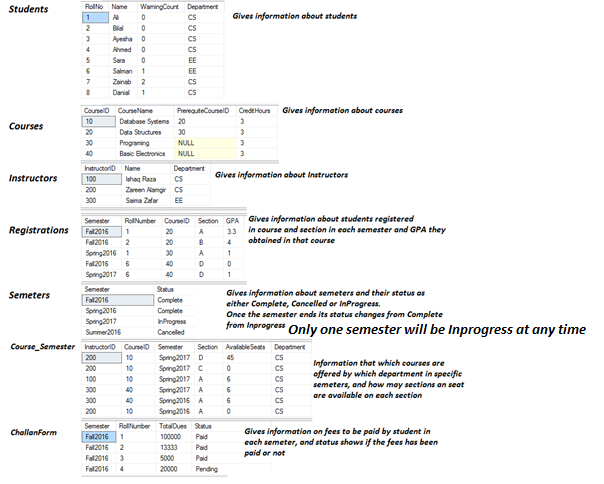 Students
RollNo Name WarningCount Department
1 Ali 0 CS
2 Bilal 0 CS
3 Ayesha 0 CS
4 Ahmed 0 CS
5 Sara 0 EE
6 Salman 1 EE
7 Zainab 2 CS
8 Danial 1 CS
Gives information about students
Courses
CourseID CourseName PrerequiteCourseID CreditHours
10 Database Systems 20 3
20 Data Structures 30 3
30 Programing NULL 3
40 Basic Electronics NULL 3
Gives information about courses
Instructors
InstructorID Name Department
100 Ishaq Raza CS
200 Zareen Alamgir CS
300 Saima Zafar EE
Gives information about Instructors
Registrations
Semester RollNumber CourseID Section GPA
Fall2016 1 20 A 3.3
Fall2016 2 20 B 4
Spring2016 1 30 A 1
Fall2016 6 40 D 0
Spring2017 6 40 D 1
Gives information about students registered
in course and section in each semester and GPA they
obtained in that course
Semeters
Semester Status
Fall2016 Complete
Spring2016 Complete
Spring2017 InProgress
Summer2016 Cancelled
Gives information about semeters and their status as
either Complete, Cancelled or InProgress.
Once the semester ends its status changes from Complete
from Inprogress
Only one semester will be Inprogress at any time
Course_Semester
InstructorID CourseID Semester Section AvailableSeats Department
200 10 Spring2017 D 45 CS
200 10 Spring2017 C 0 CS
100 10 Spring2017 A 6 CS
300 40 Spring2017 A 6 CS
300 40 Spring2016 A 6 CS
200 10 Spring2016 A 0 CS
Information that which courses are
offered by which department in specific
semeters, and how may sections an seat
are available on each section
ChallanForm
Semester RollNumber TotalDues Status
Fall2016 1 100000 Paid
Fall2016 2 13333 Paid
Fall2016 3 5000 Paid
Fall2016 4 20000 Pending
Gives information on fees to be paid by student in
each semeter, and status shows if the fees has been
paid or not